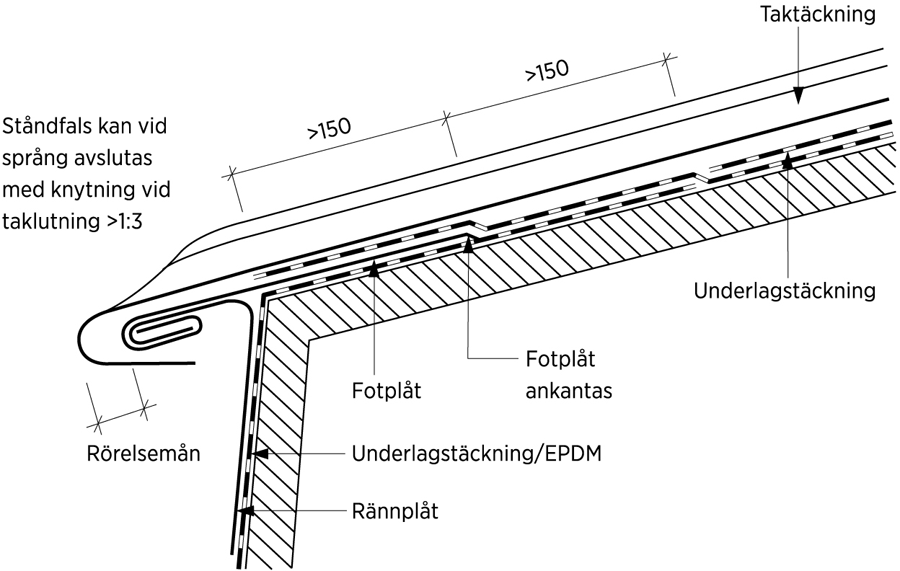 Taktäckning
>150
>150
Ståndfals kan vid
språng avslutas
med knytning vid
taklutning >1:3
Underlagstäckning
Fotplåt
ankantas
Fotplåt
Rörelsemån
Underlagstäckning/EPDM
Rännplåt